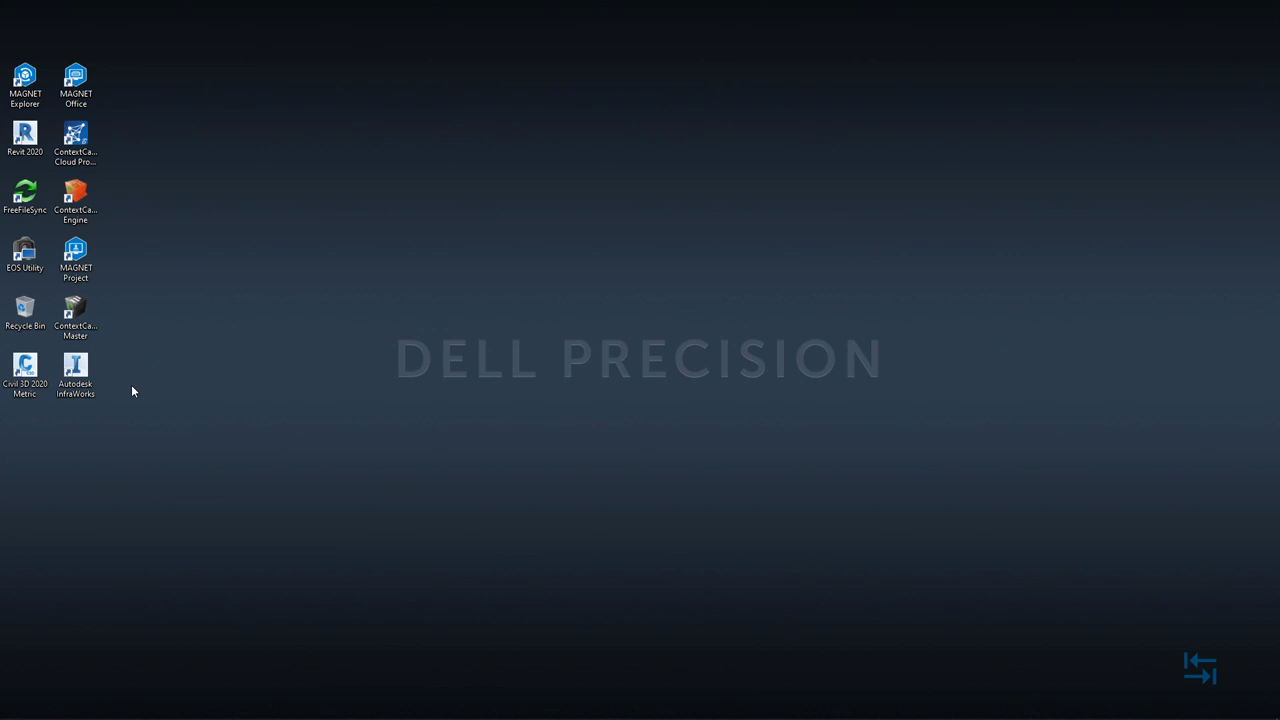 MAGNET
Explorer
MAGNET
Office
Revit 2020
ContextCa...
Cloud Pro...
FreeFileSync
ContextCa...
Engine
EOS Utility
MAGNET
Project
Recycle Bin
ContextCa...
Master
Civil 3D 2020
Metric
Autodesk
InfraWorks
DELL PRECISION